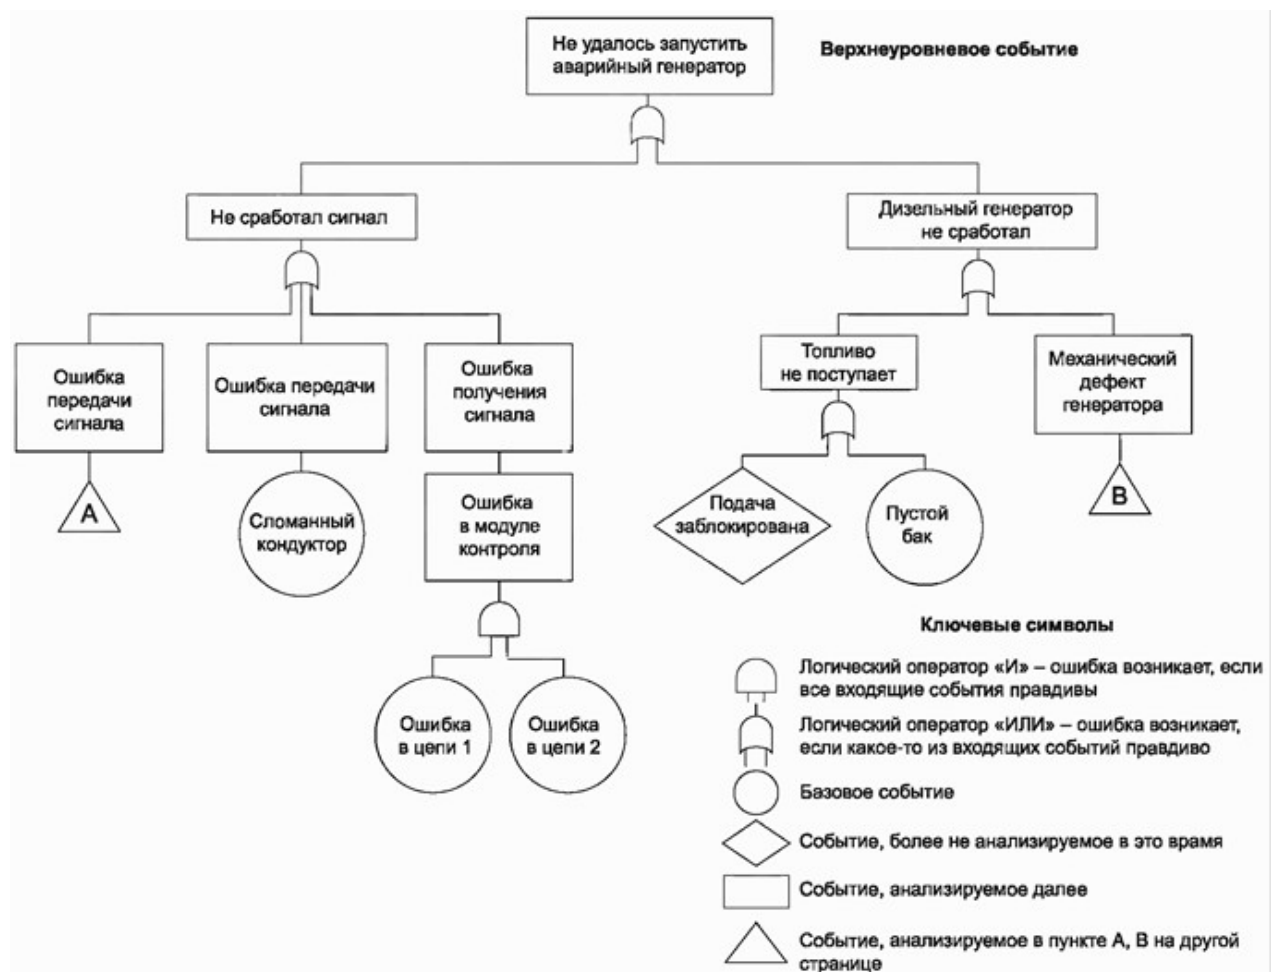 Не удалось запустить
аварийный генератор
Верхнеуровневое событие
Не сработал сигнал
Дизельный генератор
не сработал
Ошибка
передачи
сигнала
Ошибка передачи
сигнала
Ошибка
получения
сигнала
Топливо
не поступает
Механический
дефект
генератора
A
Сломанный
кондуктор
Ошибка
в модуле
контроля
Подача
заблокирована
Пустой
бак
B
Ошибка
в цепи 1
Ошибка
в цепи 2
Ключевые символы
Логический оператор «И» – ошибка возникает, если
все входящие события правдивы
Логический оператор «ИЛИ» – ошибка возникает,
если какое-то из входящих событий правдиво
Базовое событие
Событие, более не анализируемое в это врамя
Событие, анализируемое далее
Событие, анализируемое в пункте А, В на другой
странице